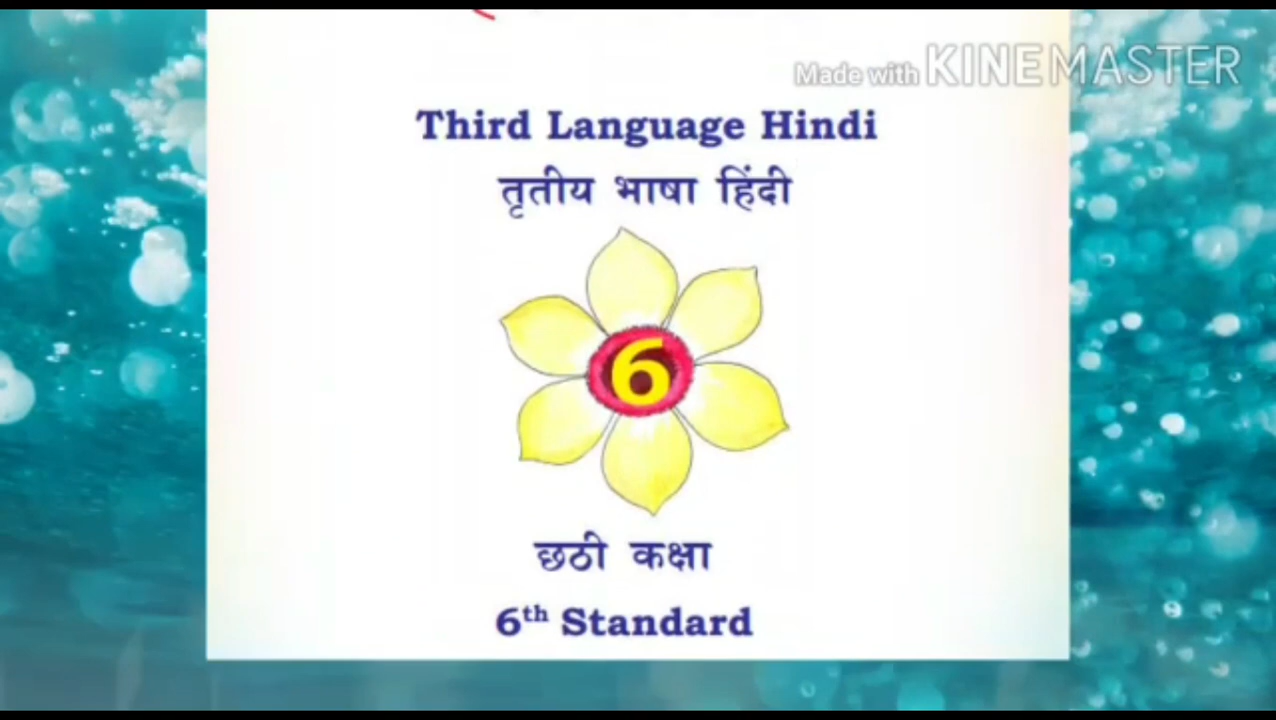 Made with KINEMASTER
Third Language Hindi
तृतीय भाषा हिंदी
6
छठी कक्षा
6th Standard